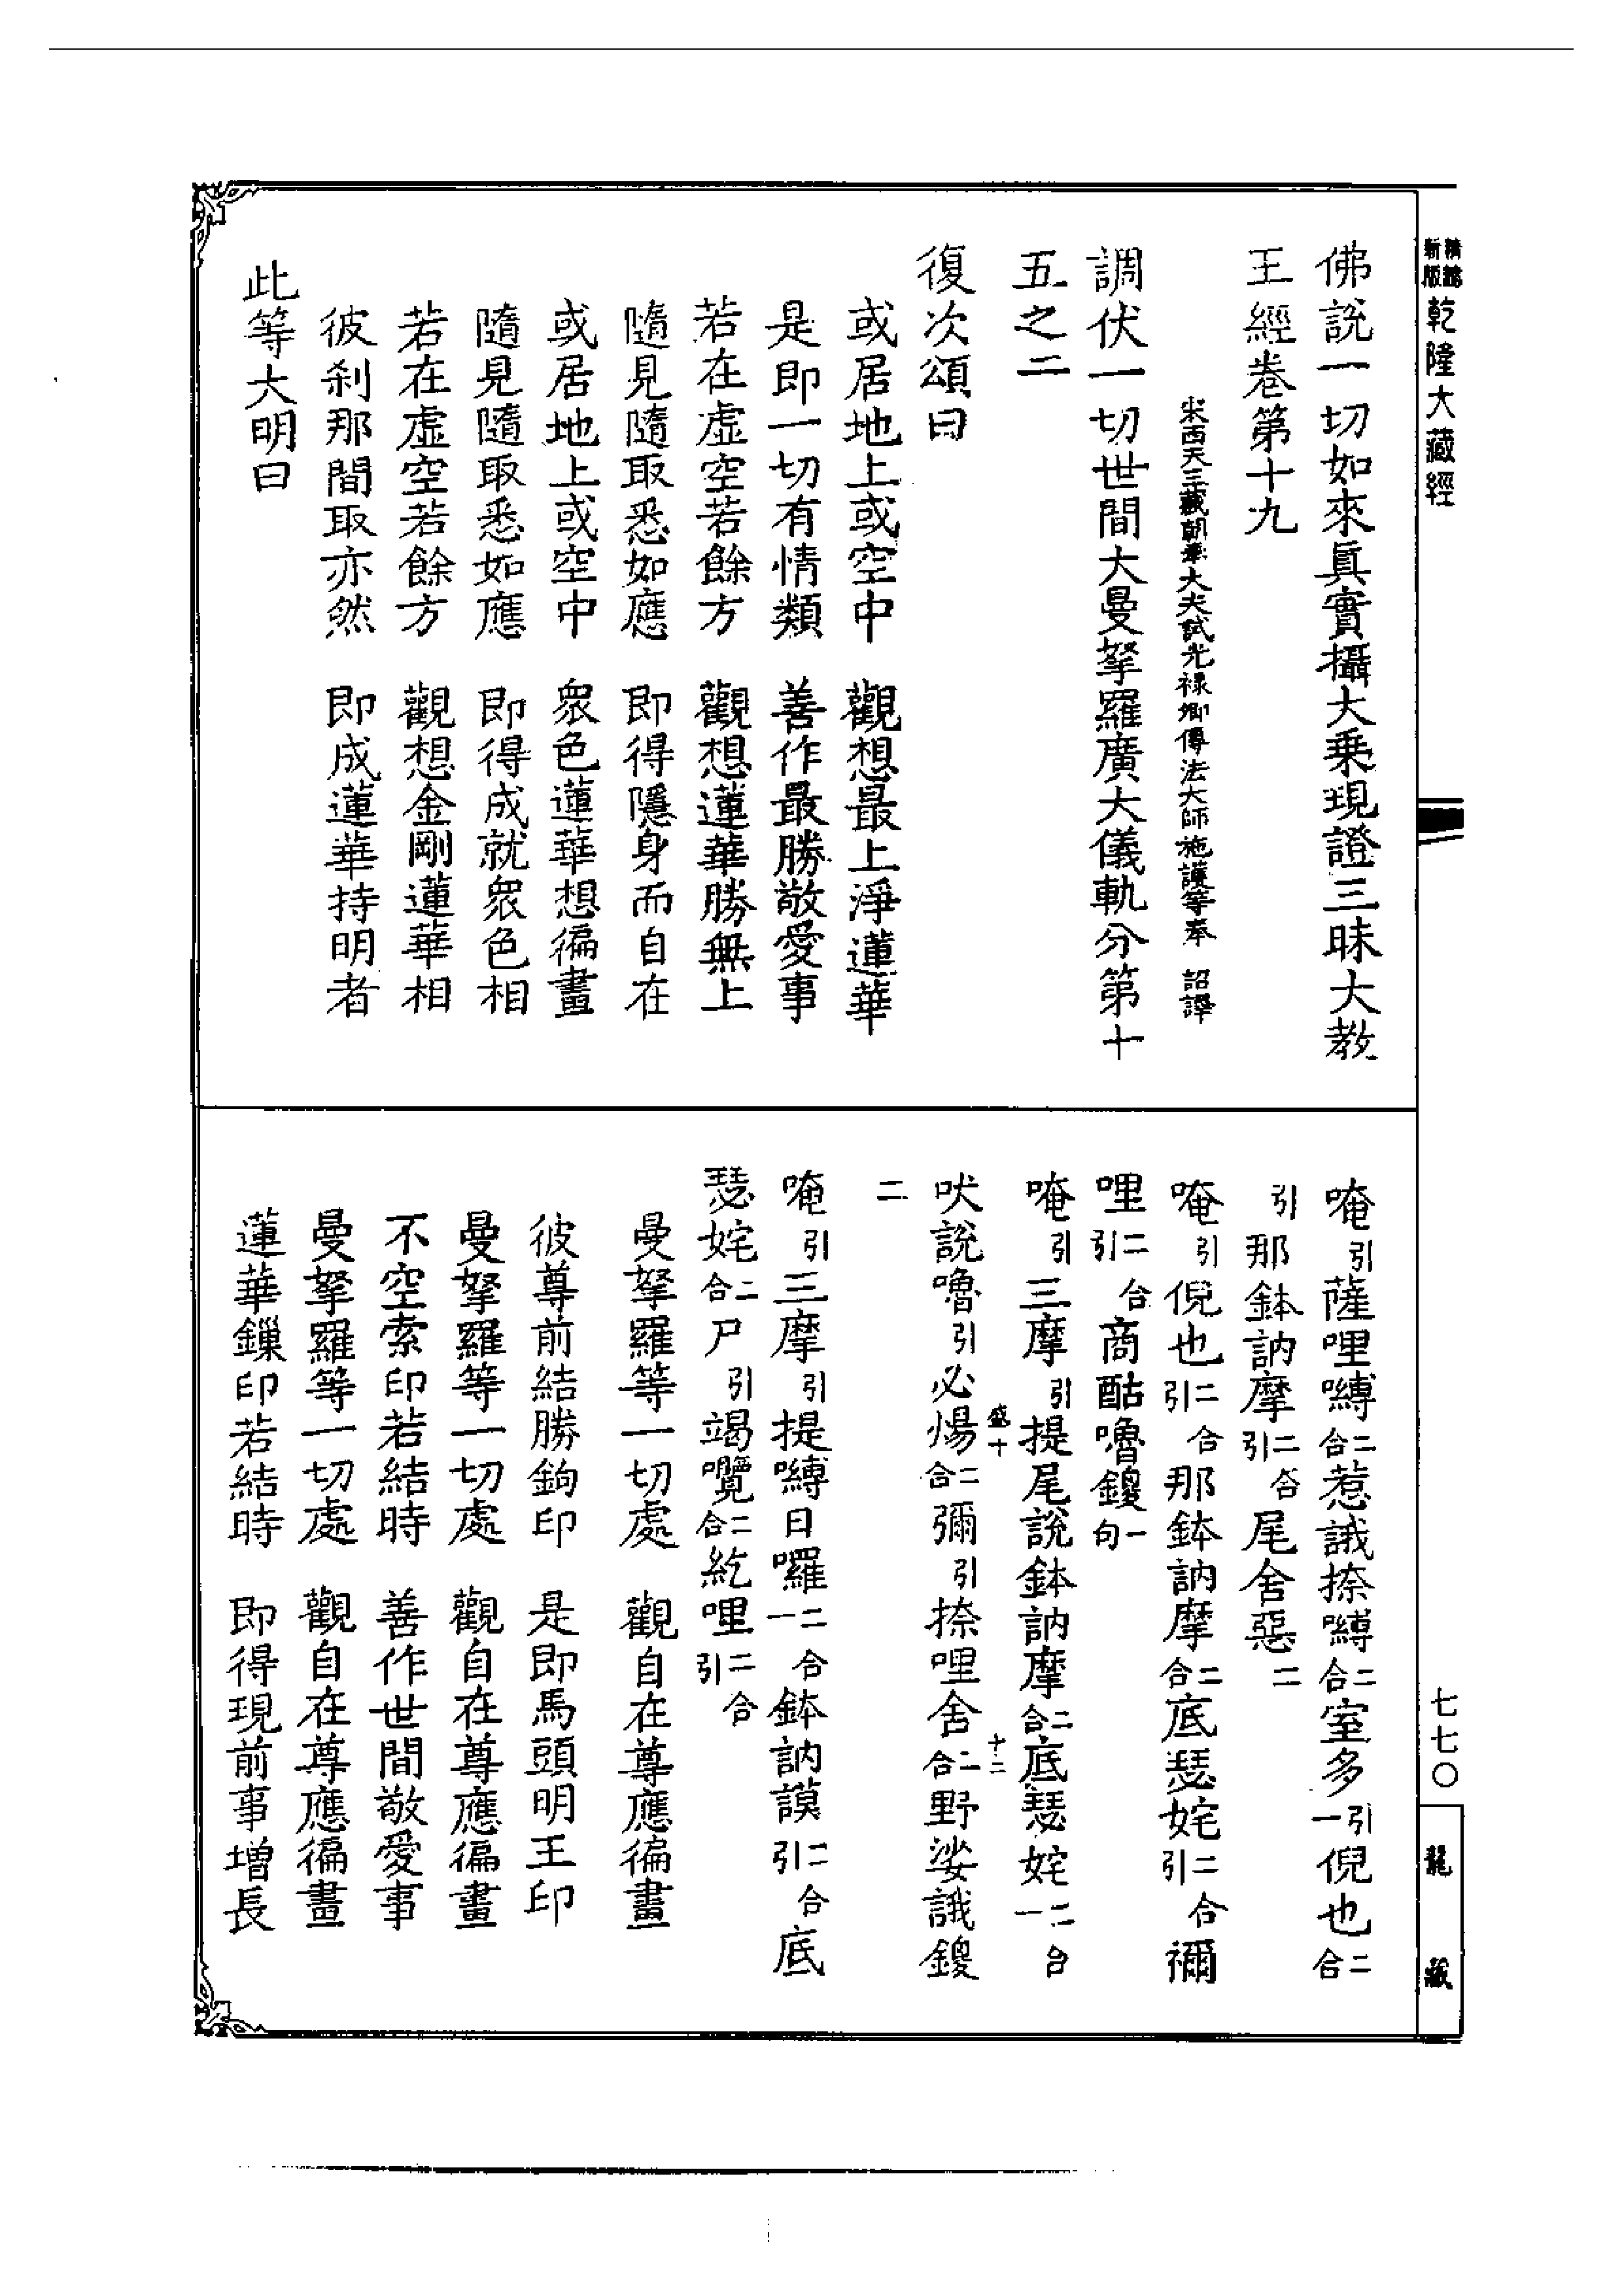 精鐫
新版
乾隆大藏經
七七〇
龍藏
佛說一切如來真實攝大乘現證三昧大教
王經卷第十九
宋西天三藏朝奉大夫試光祿卿傳法大師施護等奉 詔譯
調伏一切世間大曼拏羅廣大儀軌分第十
五之二
復次頌曰
或居地上或空中 觀想最上淨蓮華
是即一切有情類 善作最勝敬愛事
若在虛空若餘方 觀想蓮華勝無上
隨見隨取悉如應 即得隱身而自在
或居地上或空中 眾色蓮華想徧畫
隨見隨取悉如應 即得成就眾色相
若在虛空若餘方 觀想金剛蓮華相
彼剎那間取亦然 即成蓮華持明者
此等大明曰
唵引薩哩嚩二合惹誐捺嚩二合室多引一倪也二合
引那鉢訥摩二合引尾舍惡二
唵引倪也二合引那鉢訥摩二合底瑟姹二合引禰
哩二合引商酤嚕鑁一句
唵引三摩引提尾說鉢訥摩二合底瑟姹二合一
吠說嚕引必煬二合彌引捺哩舍二合野娑誐鑁
二
盛十
十二
唵引三摩引提嚩日囉二合一鉢訥謨二合引底
瑟姹二合尸引竭囕二合紇哩二合引
曼拏羅等一切處 觀自在尊應徧畫
彼尊前結勝鉤印 是即馬頭明王印
曼拏羅等一切處 觀自在尊應徧畫
不空索印若結時 善作世間敬愛事
曼拏羅等一切處 觀自在尊應徧畫
蓮華鏁印若結時 即得現前事增長